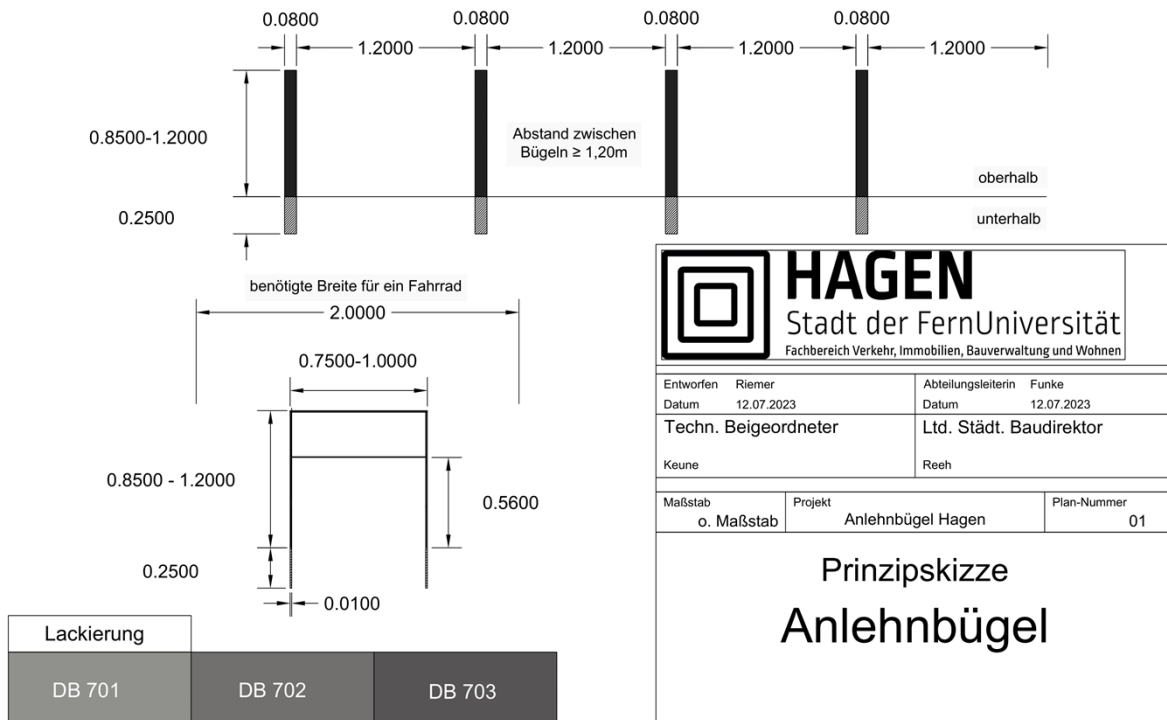 0.0800 0.0800 0.0800 0.0800
1.2000 1.2000 1.2000 1.2000
0.8500-1.2000
Abstand zwischen
Bügeln ≥ 1,20m
oberhalb
0.2500
unterhalb
benötigte Breite für ein Fahrrad
2.0000
0.7500-1.0000
0.8500 - 1.2000
0.5600
0.2500
0.0100
Lackierung
DB 701 DB 702 DB 703
HAGEN
Stadt der FernUniversität
Fachbereich Verkehr, Immobilien, Bauverwaltung und Wohnen
Entworfen Riemer
Datum 12.07.2023
Abteilungsleiterin Funke
Datum 12.07.2023
Techn. Beigeordneter
Keune
Ltd. Städt. Baudirektor
Reeh
Maßstab
o. Maßstab
Projekt
Anlehnbügel Hagen
Plan-Nummer
01
Prinzipskizze
Anlehnbügel